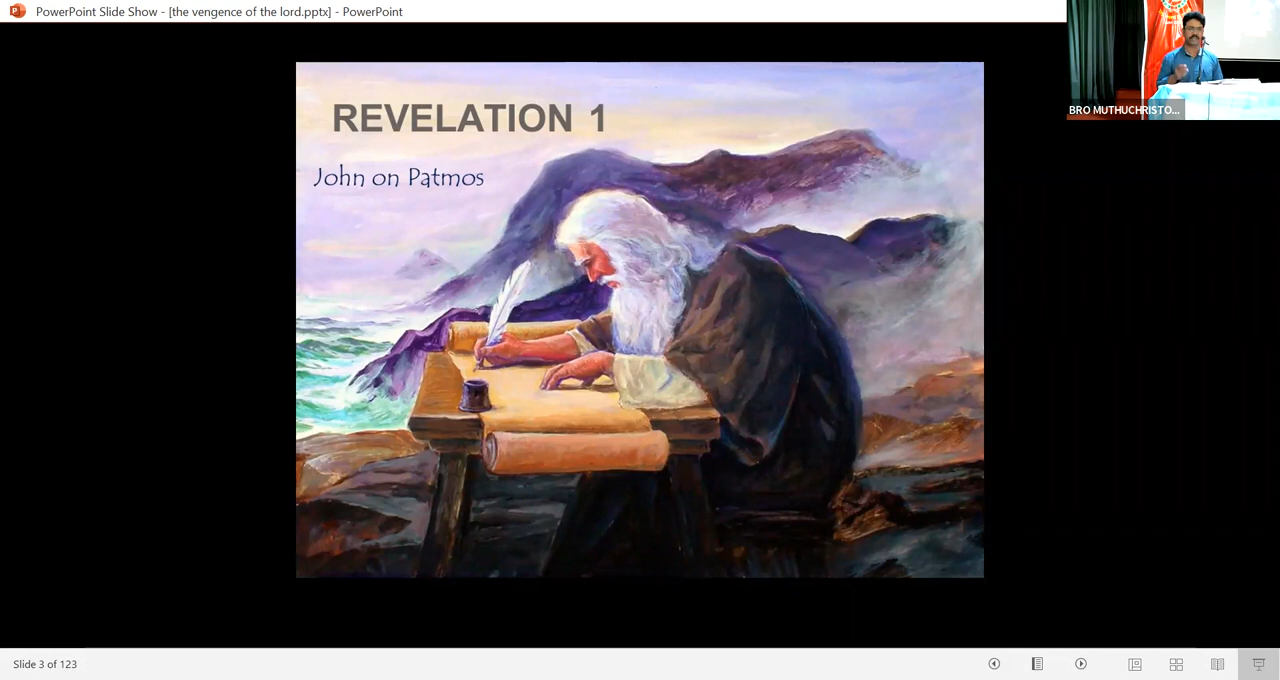 PowerPoint Slide Show - [the vengence of the lord.pptx] - PowerPoint
BRO MUTHUCHRISTO...
REVELATION 1
John on Patmos
Slide 3 of 123